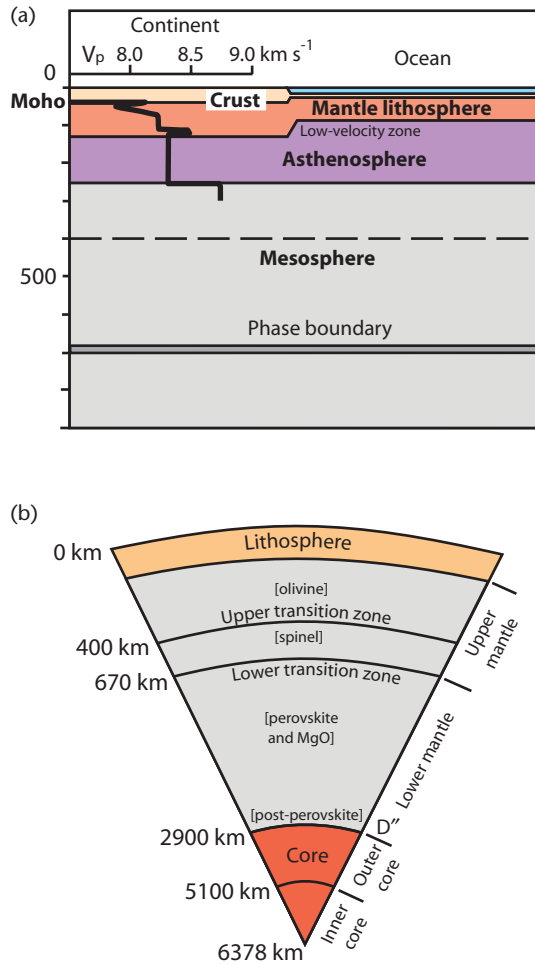 (a)
Continent
Vp 8.0 8.5 9.0 km s⁻¹
Ocean
0
Moho
Crust
Mantle lithosphere
Low-velocity zone
Asthenosphere
Mesosphere
500
Phase boundary
(b)
0 km
Lithosphere
[olivine]
Upper transition zone
400 km
[spinel]
670 km
Lower transition zone
Upper
mantle
[perovskite
and MgO]
Lower mantle
[post-perovskite]
D″
2900 km
Core
Outer
core
5100 km
Inner
core
6378 km